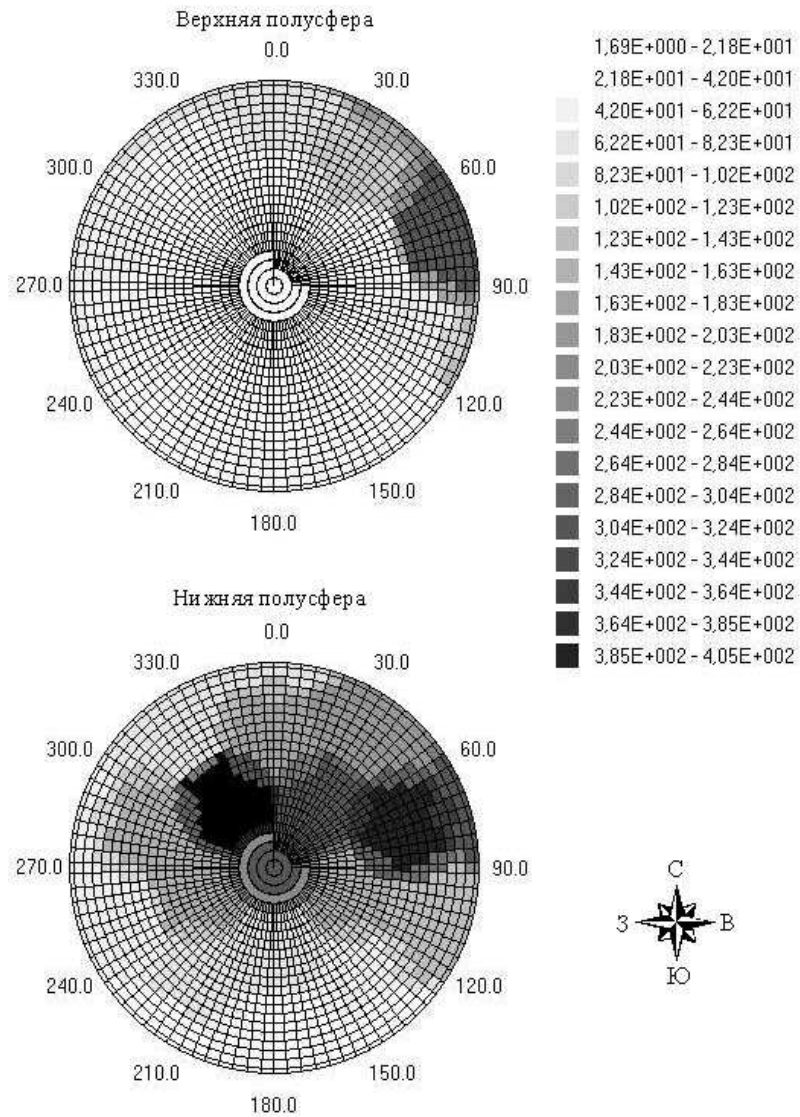 Верхняя полусфера
0.0
330.0
30.0
300.0
60.0
270.0
90.0
240.0
120.0
210.0
150.0
180.0
1,69E+000 - 2,18E+001
2,18E+001 - 4,20E+001
4,20E+001 - 6,22E+001
6,22E+001 - 8,23E+001
8,23E+001 - 1,02E+002
1,02E+002 - 1,23E+002
1,23E+002 - 1,43E+002
1,43E+002 - 1,63E+002
1,63E+002 - 1,83E+002
1,83E+002 - 2,03E+002
2,03E+002 - 2,23E+002
2,23E+002 - 2,44E+002
2,44E+002 - 2,64E+002
2,64E+002 - 2,84E+002
2,84E+002 - 3,04E+002
3,04E+002 - 3,24E+002
3,24E+002 - 3,44E+002
3,44E+002 - 3,64E+002
3,64E+002 - 3,85E+002
3,85E+002 - 4,05E+002
Нижняя полусфера
0.0
330.0
30.0
300.0
60.0
270.0
90.0
240.0
120.0
210.0
150.0
180.0
С
З
В
Ю